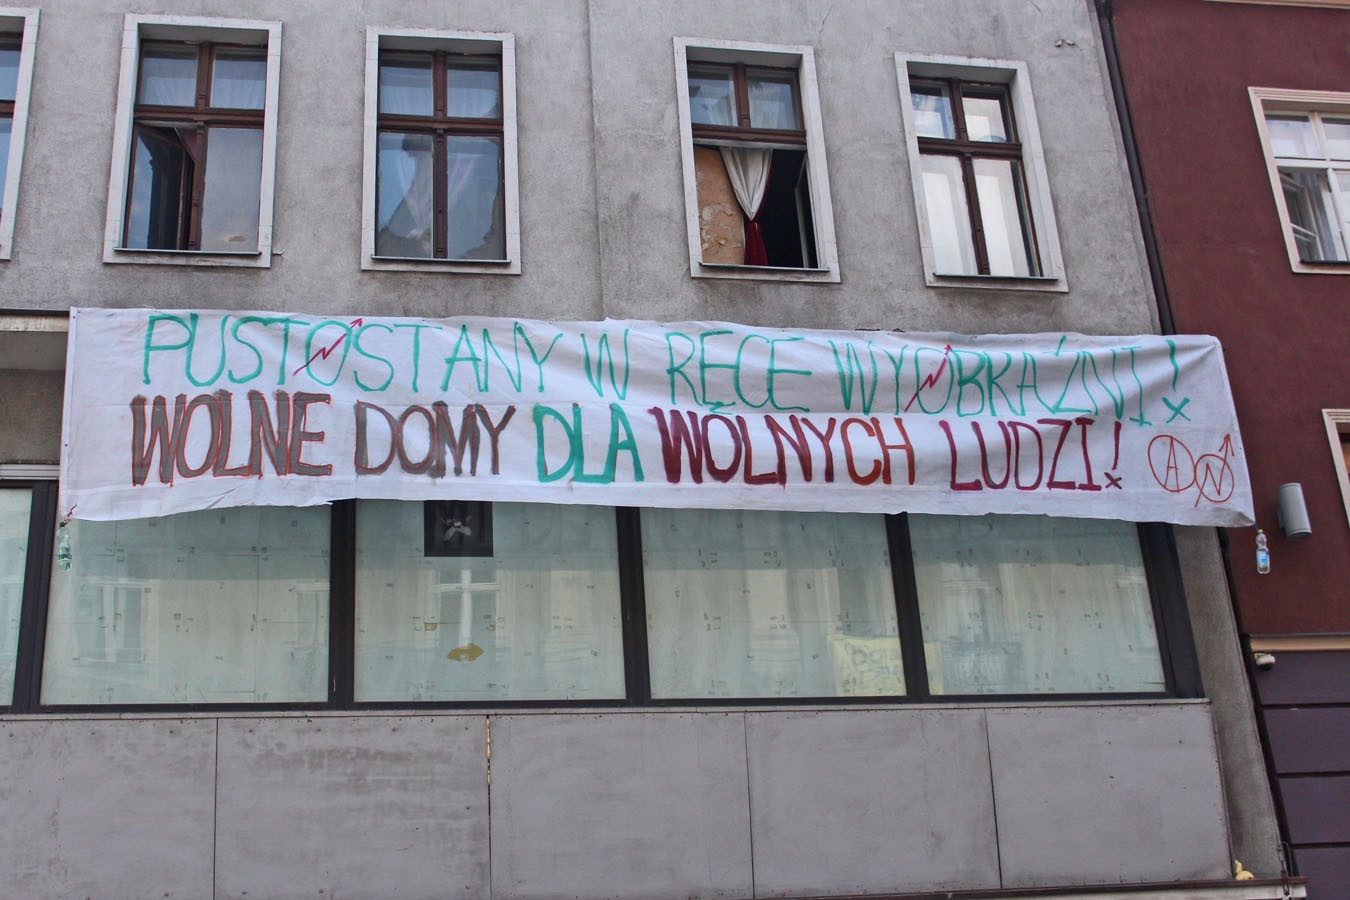 PUSTOSTANY W RĘCE WYOBRAŹNI!
WOLNE DOMY DLA WOLNYCH LUDZI!